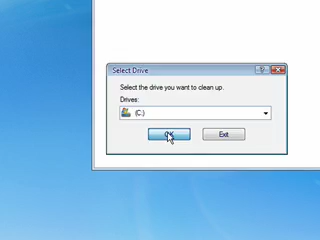 Select Drive
Select the drive you want to clean up.
Drives:
(C:)
OK
Exit